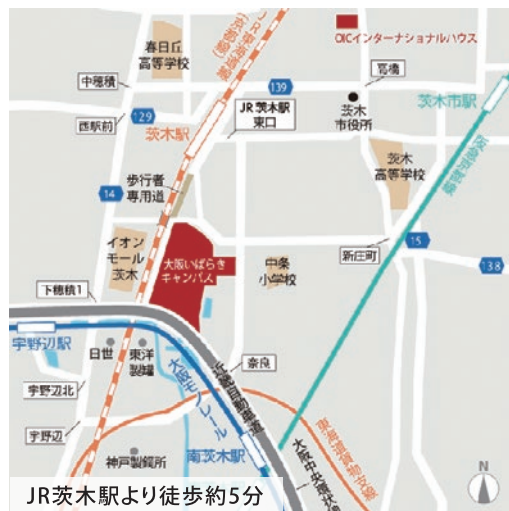 春日丘
高等学校
JR東海道線
(京都線)
OICインターナショナルハウス
中穂積
高橋
139
茨木市駅
129
西駅前
茨木駅
JR茨木駅
東口
茨木
市役所
阪急京都線
茨木
高等学校
14
歩行者
専用道
イオン
モール
茨木
大阪いばらき
キャンパス
中条
小学校
新庄町
15
138
下穂積1
宇野辺駅
日世
東洋
製罐
大阪モノレール
近畿自動車道
奈良
宇野辺北
宇野辺
神戸製鋼所
南茨木駅
大阪中央環状線
東海道貨物支線
N
JR茨木駅より徒歩約5分